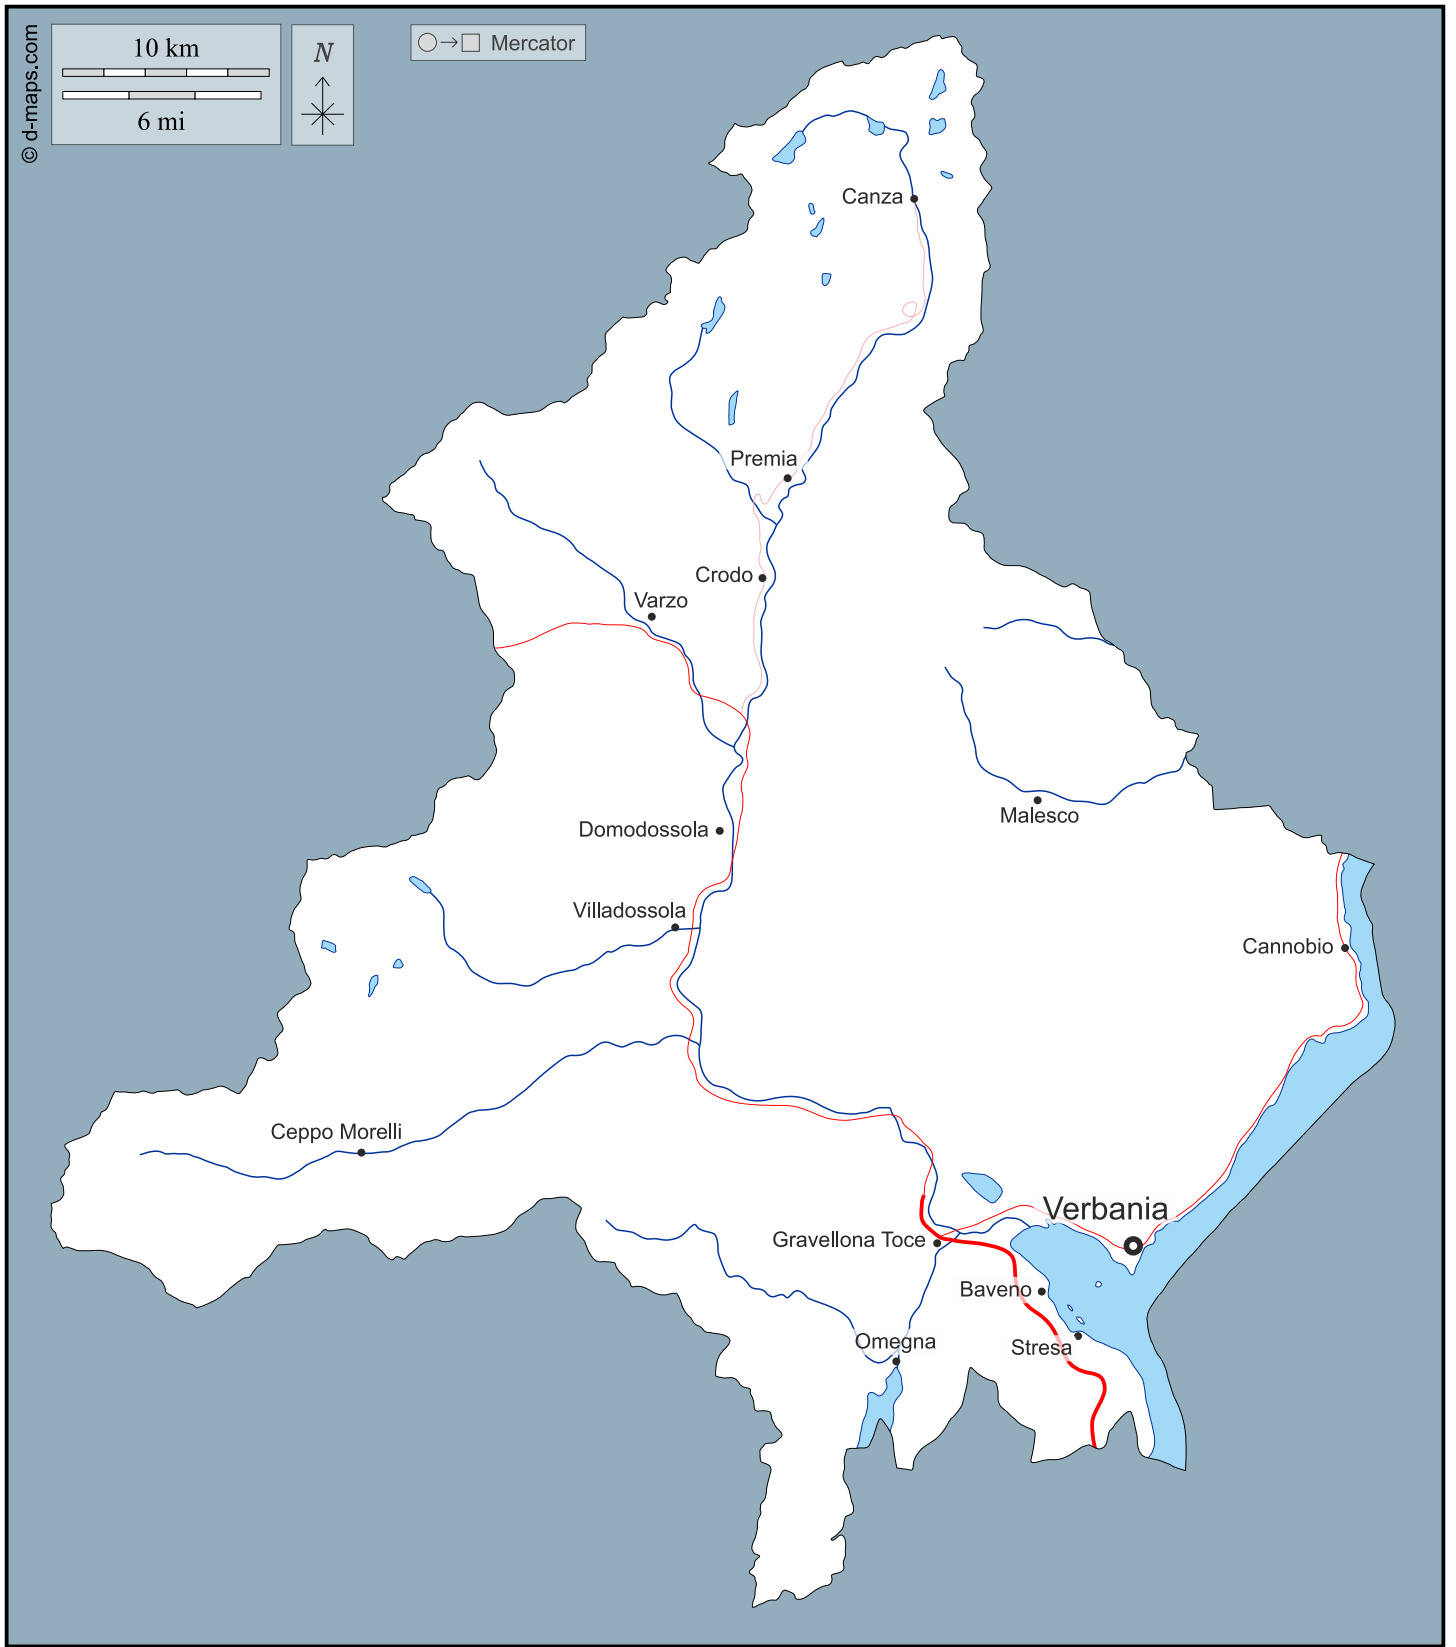 © d-maps.com
10 km
6 mi
N
Mercator
Canza
Premia
Crodo
Varzo
Malesco
Domodossola
Villadossola
Cannobio
Ceppo Morelli
Verbania
Gravellona Toce
Baveno
Omegna
Stresa